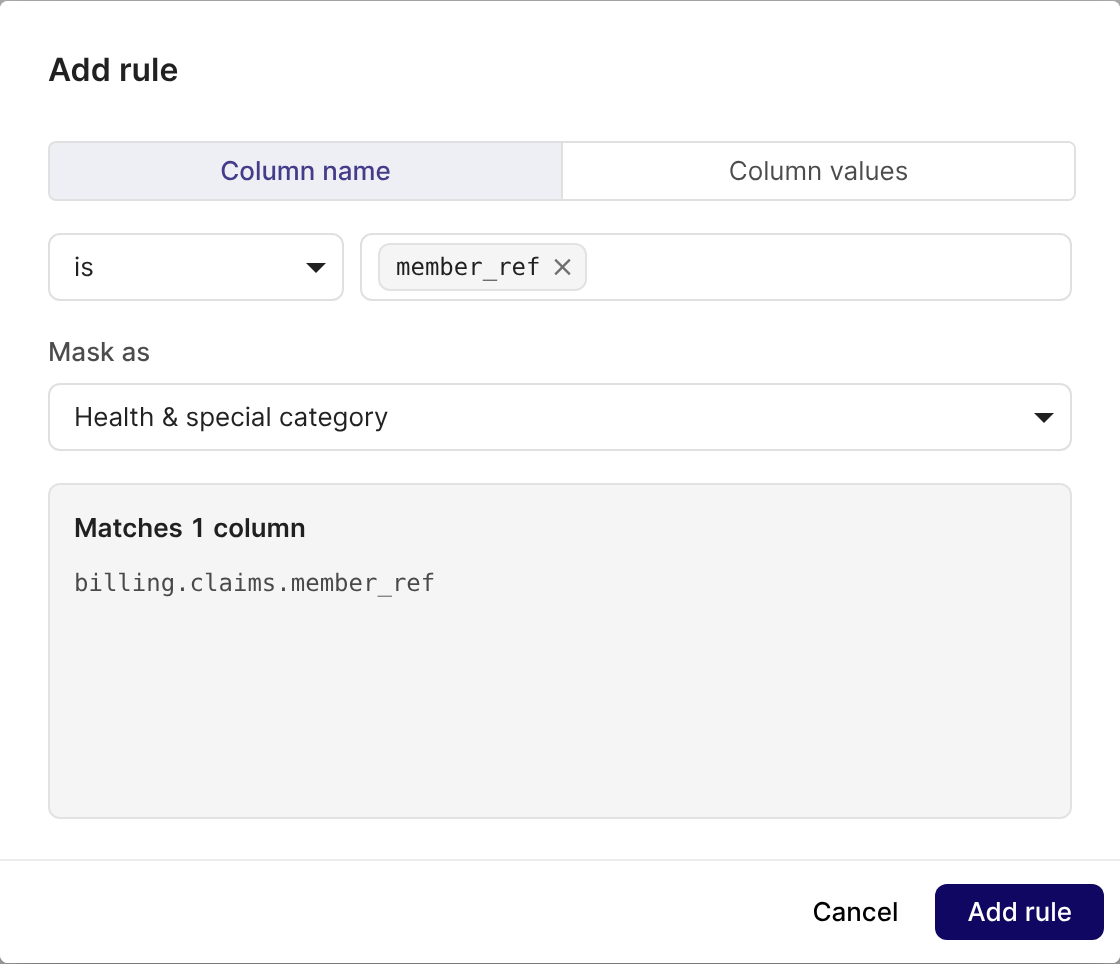 Add rule
Column name
Column values
is
member_ref
Mask as
Health & special category
Matches 1 column
billing.claims.member_ref
Cancel
Add rule